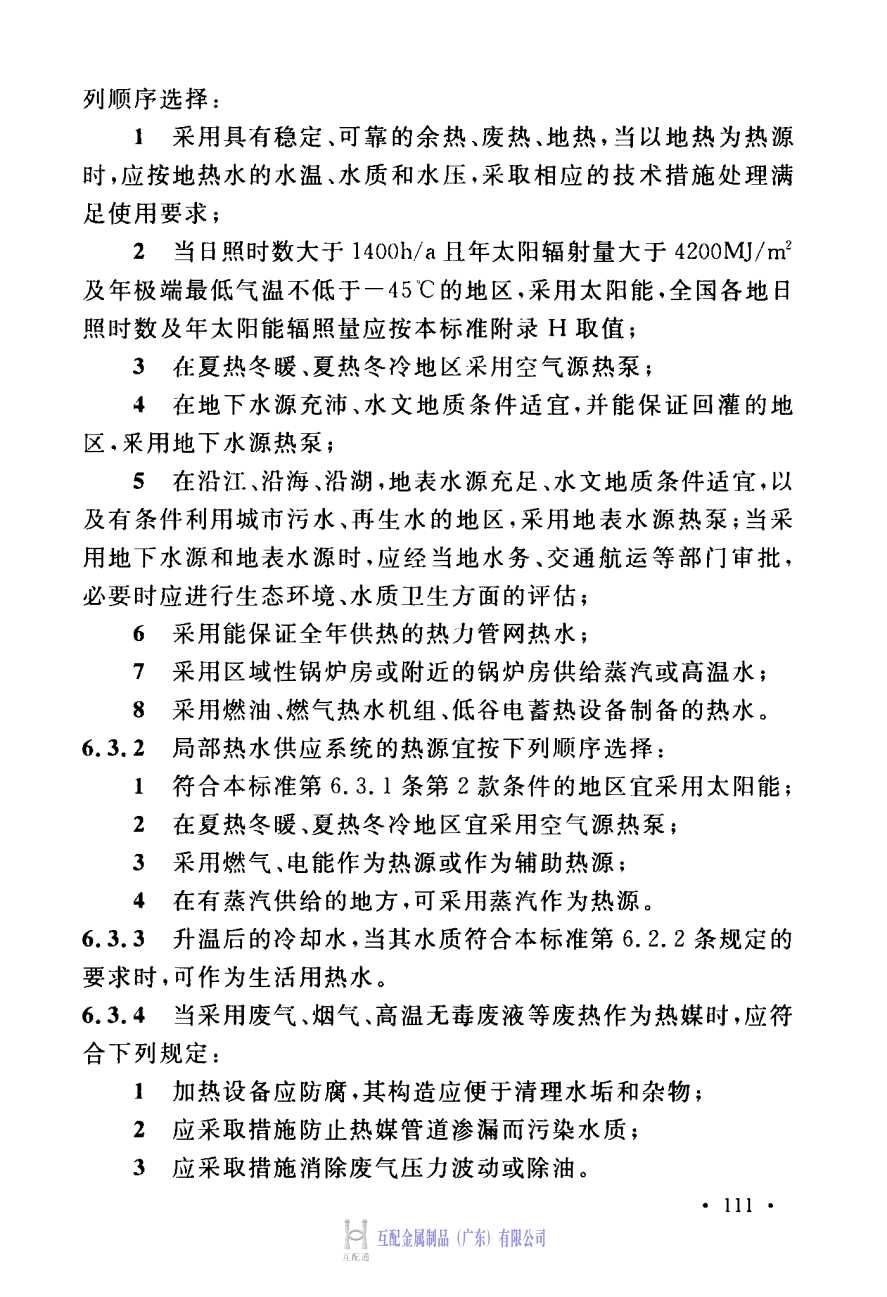 列顺序选择：
1 采用具有稳定、可靠的余热、废热、地热，当以地热为热源
时，应按地热水的水温、水质和水压，采取相应的技术措施处理满
足使用要求；
2 当日照时数大于 1400h/a 且年太阳辐射量大于 4200MJ/m²
及年极端最低气温不低于－45℃的地区，采用太阳能，全国各地日
照时数及年太阳能辐照量应按本标准附录 H 取值；
3 在夏热冬暖、夏热冬冷地区采用空气源热泵；
4 在地下水源充沛、水文地质条件适宜，并能保证回灌的地
区，采用地下水源热泵；
5 在沿江、沿海、沿湖，地表水源充足、水文地质条件适宜，以
及有条件利用城市污水、再生水的地区，采用地表水源热泵；当采
用地下水源和地表水源时，应经当地水务、交通航运等部门审批，
必要时应进行生态环境、水质卫生方面的评估；
6 采用能保证全年供热的热力管网热水；
7 采用区域性锅炉房或附近的锅炉房供给蒸汽或高温水；
8 采用燃油、燃气热水机组、低谷电蓄热设备制备的热水。
6.3.2 局部热水供应系统的热源宜按下列顺序选择：
1 符合本标准第 6.3.1 条第 2 款条件的地区宜采用太阳能；
2 在夏热冬暖、夏热冬冷地区宜采用空气源热泵；
3 采用燃气、电能作为热源或作为辅助热源；
4 在有蒸汽供给的地方，可采用蒸汽作为热源。
6.3.3 升温后的冷却水，当其水质符合本标准第 6.2.2 条规定的
要求时，可作为生活用热水。
6.3.4 当采用废气、烟气、高温无毒废液等废热作为热媒时，应符
合下列规定：
1 加热设备应防腐，其构造应便于清理水垢和杂物；
2 应采取措施防止热媒管道渗漏而污染水质；
3 应采取措施消除废气压力波动或除油。
• 111 •
互配金属制品（广东）有限公司
互配通